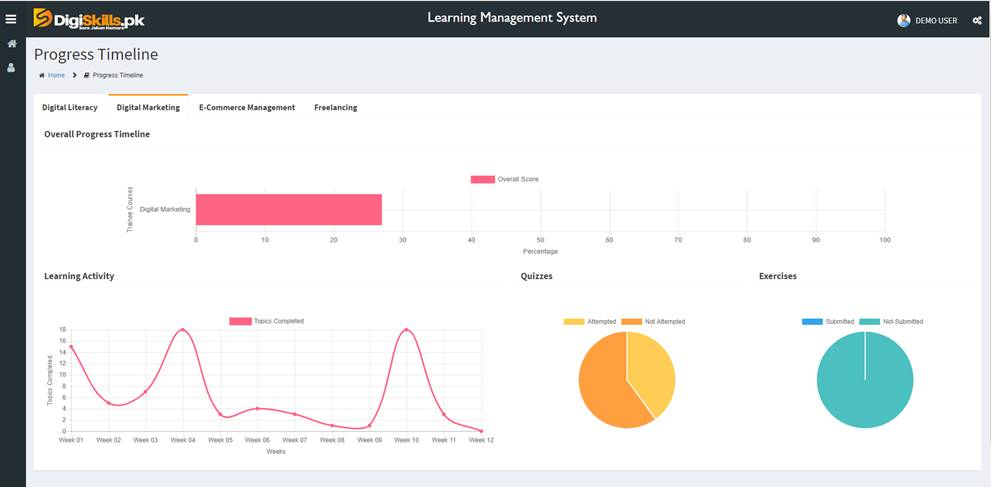 DigiSkills.pk
Sara Jahan Hamara
Learning Management System
DEMO USER
Progress Timeline
Home
Progress Timeline
Digital Literacy
Digital Marketing
E-Commerce Management
Freelancing
Overall Progress Timeline
Overall Score
Trainee Courses
Digital Marketing
0 10 20 30 40 50 60 70 80 90 100
Percentage
Learning Activity
Topics Completed
Topics Completed
18
16
14
12
10
8
6
4
2
0
Week 01 Week 02 Week 03 Week 04 Week 05 Week 06 Week 07 Week 08 Week 09 Week 10 Week 11 Week 12
Weeks
Quizzes
Attempted Not Attempted
Exercises
Submitted Not-Submitted